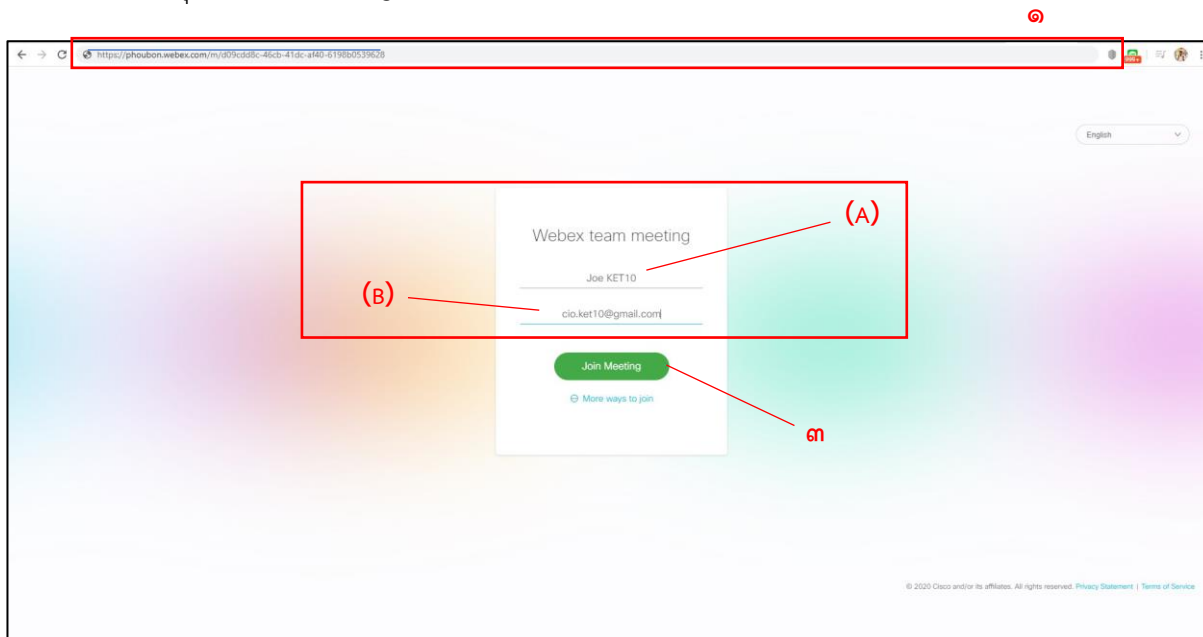 ๑
https://phoubon.webex.com/m/d09cdd8c-46cb-41dc-af40-6198b0539628
English
Webex team meeting
(A)
Joe KET10
(B)
cio.ket10@gmail.com
Join Meeting
More ways to join
๓
© 2020 Cisco and/or its affiliates. All rights reserved. Privacy Statement | Terms of Service